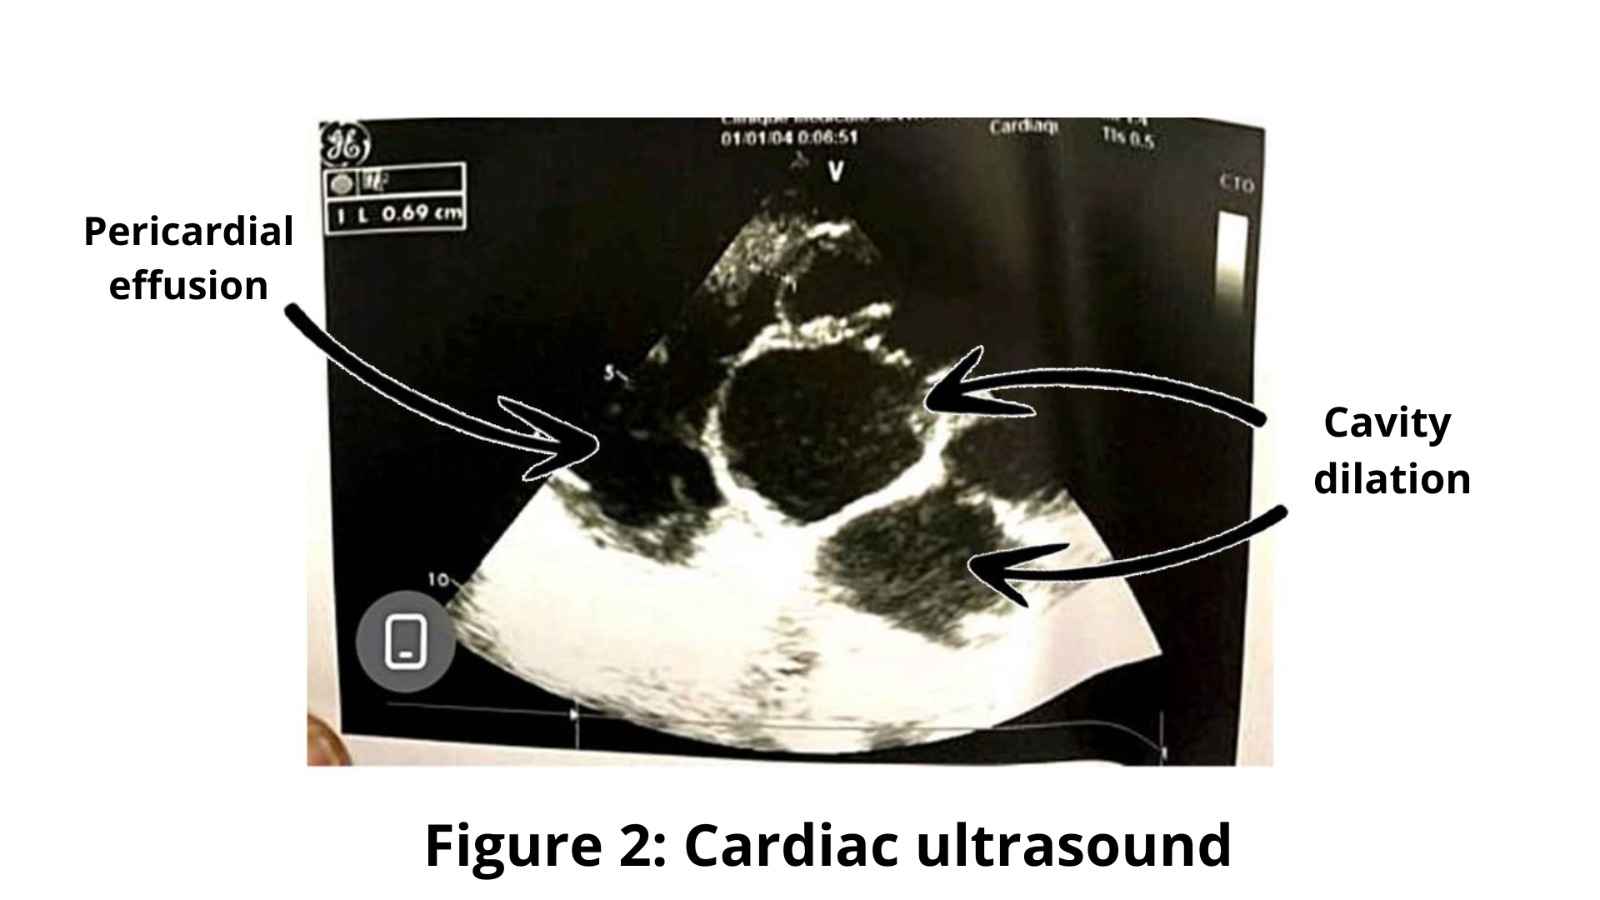 01/01/04 0:06:51
Cardiaqu
TIs 0.5
V
CTO
1 L 0.69 cm
Pericardial
effusion
5
Cavity
dilation
10
Figure 2: Cardiac ultrasound